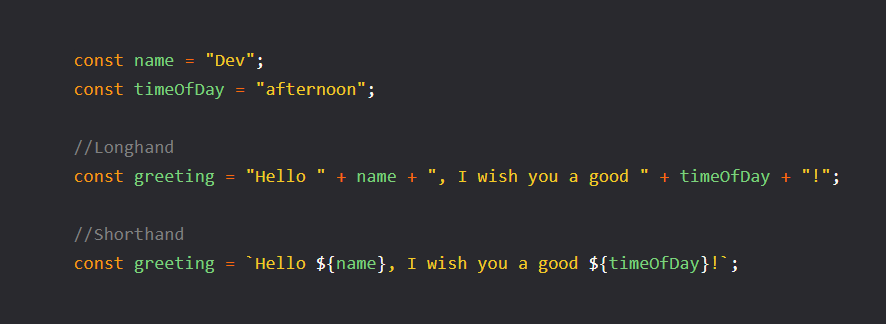 const name = "Dev";
const timeOfDay = "afternoon";
//Longhand
const greeting = "Hello " + name + ", I wish you a good " + timeOfDay + "!";
//Shorthand
const greeting = `Hello ${name}, I wish you a good ${timeOfDay}!`;